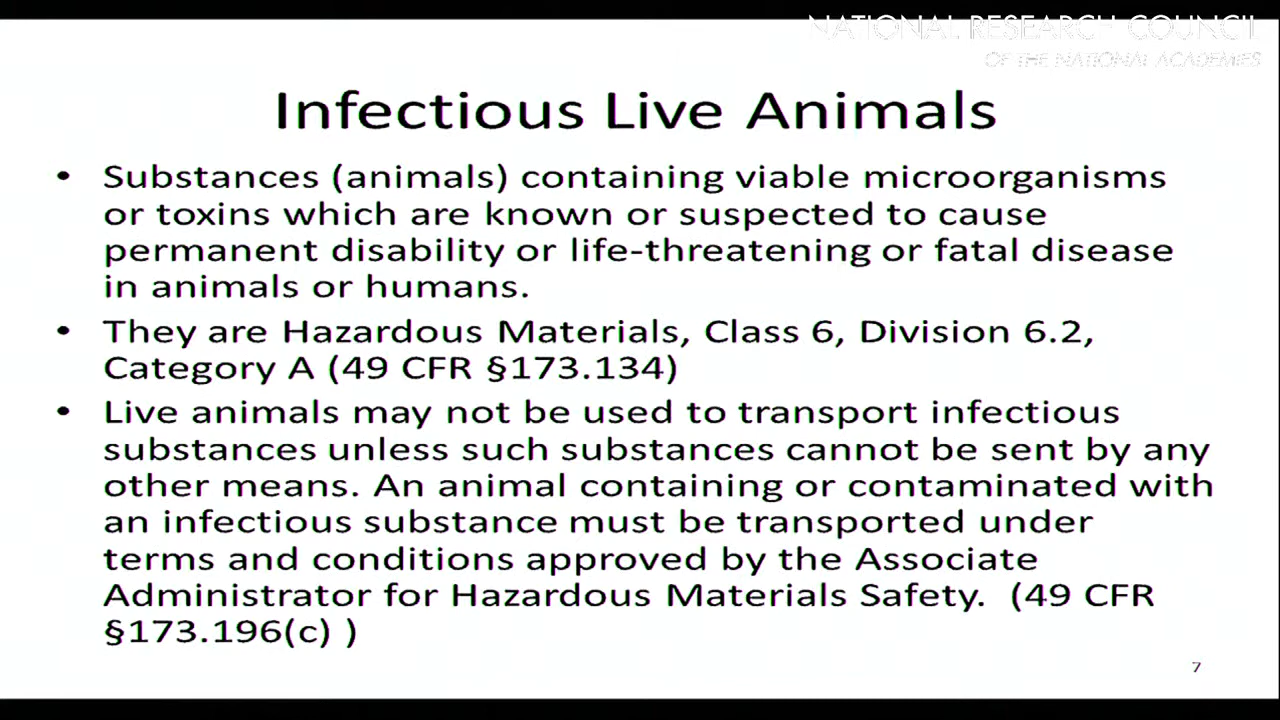 NATIONAL RESEARCH COUNCIL
OF THE NATIONAL ACADEMIES
Infectious Live Animals
• Substances (animals) containing viable microorganisms
or toxins which are known or suspected to cause
permanent disability or life-threatening or fatal disease
in animals or humans.
• They are Hazardous Materials, Class 6, Division 6.2,
Category A (49 CFR §173.134)
• Live animals may not be used to transport infectious
substances unless such substances cannot be sent by any
other means. An animal containing or contaminated with
an infectious substance must be transported under
terms and conditions approved by the Associate
Administrator for Hazardous Materials Safety. (49 CFR
§173.196(c) )
7